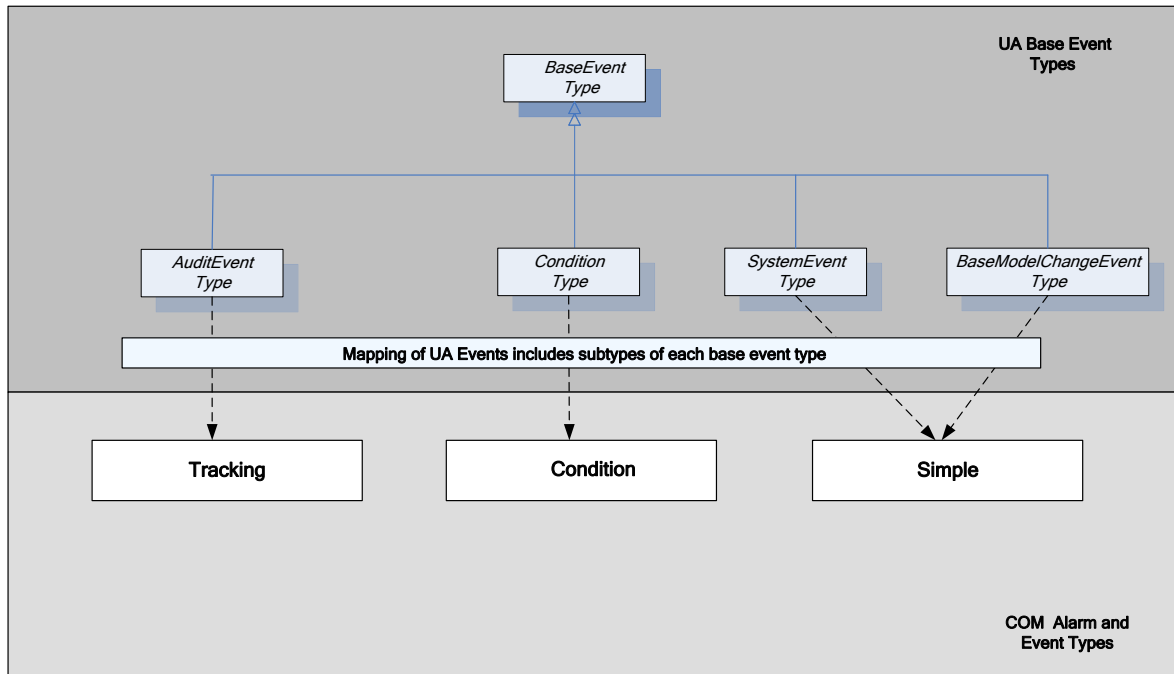 UA Base Event
Types
BaseEvent
Type
AuditEvent
Type
Condition
Type
SystemEvent
Type
BaseModelChangeEvent
Type
Mapping of UA Events includes subtypes of each base event type
Tracking
Condition
Simple
COM Alarm and
Event Types